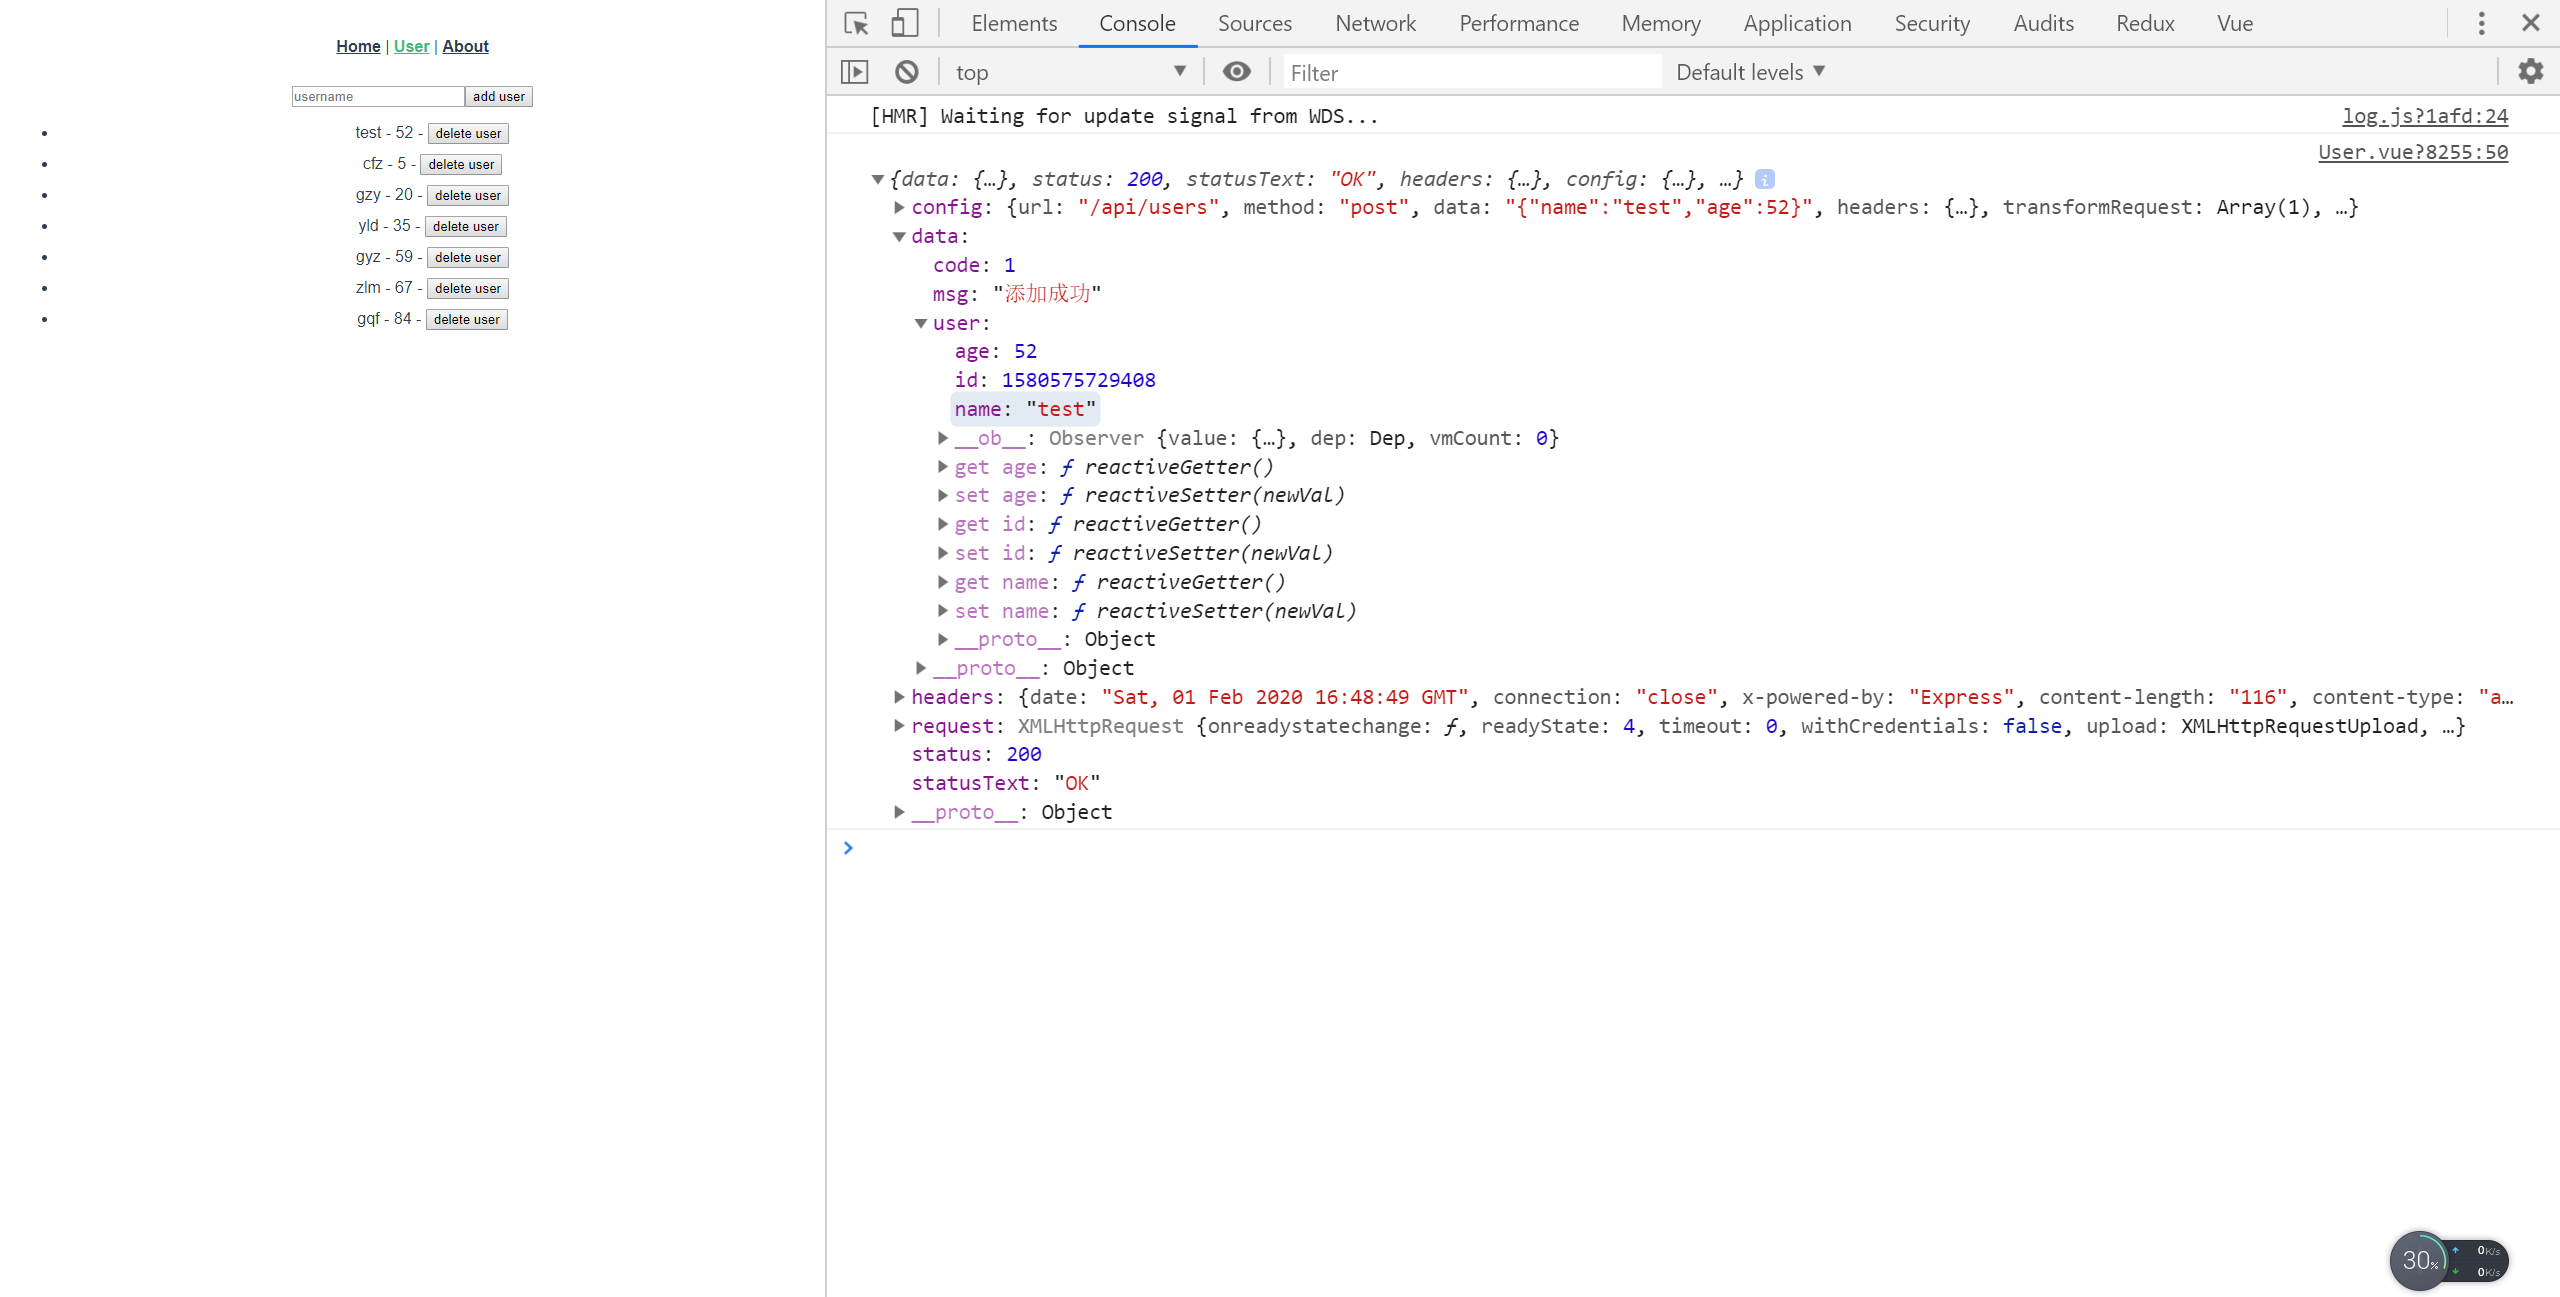 Home | User | About
username add user
test - 52 - delete user
cfz - 5 - delete user
gzy - 20 - delete user
yld - 35 - delete user
gyz - 59 - delete user
zlm - 67 - delete user
gqf - 84 - delete user
Elements Console Sources Network Performance Memory Application Security Audits Redux Vue
top Filter Default levels
[HMR] Waiting for update signal from WDS... log.js?1afd:24
User.vue?8255:50
{data: {…}, status: 200, statusText: "OK", headers: {…}, config: {…}, …}
config: {url: "/api/users", method: "post", data: "{"name":"test","age":52}", headers: {…}, transformRequest: Array(1), …}
data:
code: 1
msg: "添加成功"
user:
age: 52
id: 1580575729408
name: "test"
__ob__: Observer {value: {…}, dep: Dep, vmCount: 0}
get age: ƒ reactiveGetter()
set age: ƒ reactiveSetter(newVal)
get id: ƒ reactiveGetter()
set id: ƒ reactiveSetter(newVal)
get name: ƒ reactiveGetter()
set name: ƒ reactiveSetter(newVal)
__proto__: Object
__proto__: Object
headers: {date: "Sat, 01 Feb 2020 16:48:49 GMT", connection: "close", x-powered-by: "Express", content-length: "116", content-type: "a…
request: XMLHttpRequest {onreadystatechange: ƒ, readyState: 4, timeout: 0, withCredentials: false, upload: XMLHttpRequestUpload, …}
status: 200
statusText: "OK"
__proto__: Object
30% 0K/s
0K/s